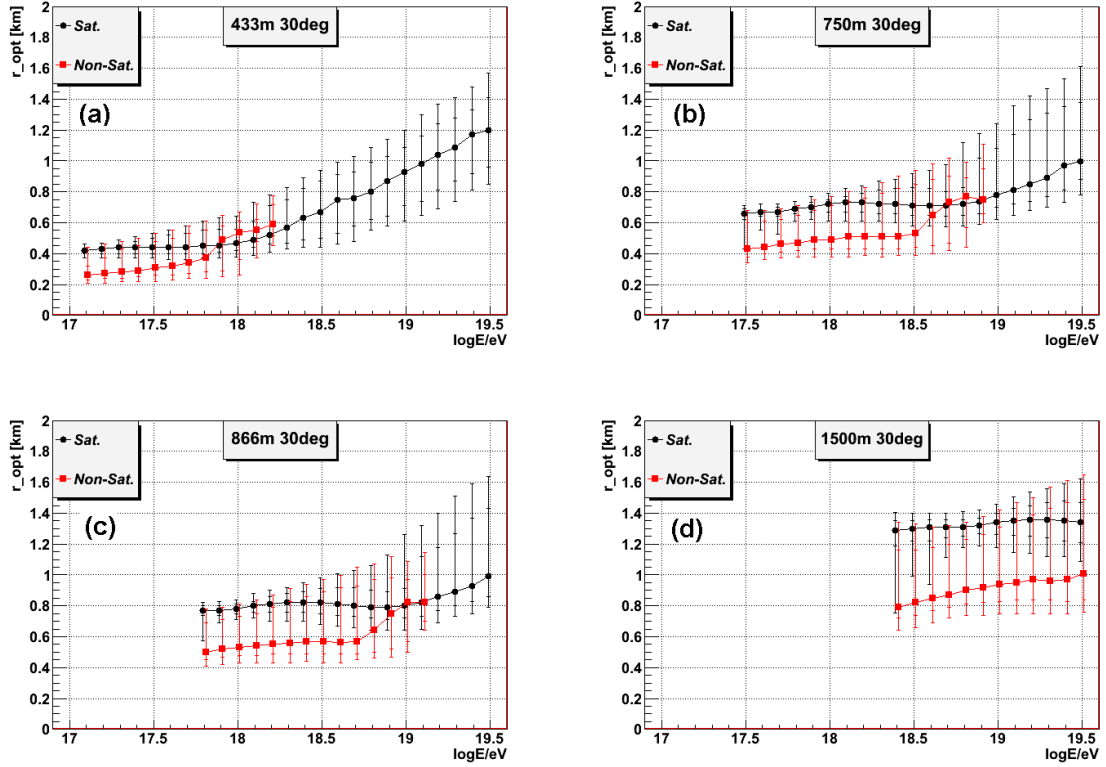 433m 30deg
Sat.
Non-Sat.
(a)
r_opt [km]
2
1.8
1.6
1.4
1.2
1
0.8
0.6
0.4
0.2
0
17
17.5
18
18.5
19
19.5
logE/eV
750m 30deg
Sat.
Non-Sat.
(b)
r_opt [km]
2
1.8
1.6
1.4
1.2
1
0.8
0.6
0.4
0.2
0
17
17.5
18
18.5
19
19.5
logE/eV
866m 30deg
Sat.
Non-Sat.
(c)
r_opt [km]
2
1.8
1.6
1.4
1.2
1
0.8
0.6
0.4
0.2
0
17
17.5
18
18.5
19
19.5
logE/eV
1500m 30deg
Sat.
Non-Sat.
(d)
r_opt [km]
2
1.8
1.6
1.4
1.2
1
0.8
0.6
0.4
0.2
0
17
17.5
18
18.5
19
19.5
logE/eV